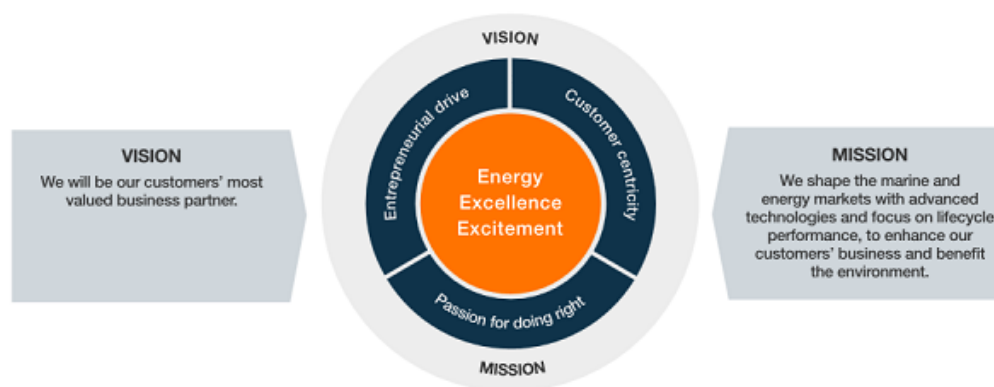 VISION
We will be our customers' most
valued business partner.
VISION
Entrepreneurial drive
Customer centricity
Passion for doing right
Energy
Excellence
Excitement
MISSION
MISSION
We shape the marine and
energy markets with advanced
technologies and focus on lifecycle
performance, to enhance our
customers' business and benefit
the environment.